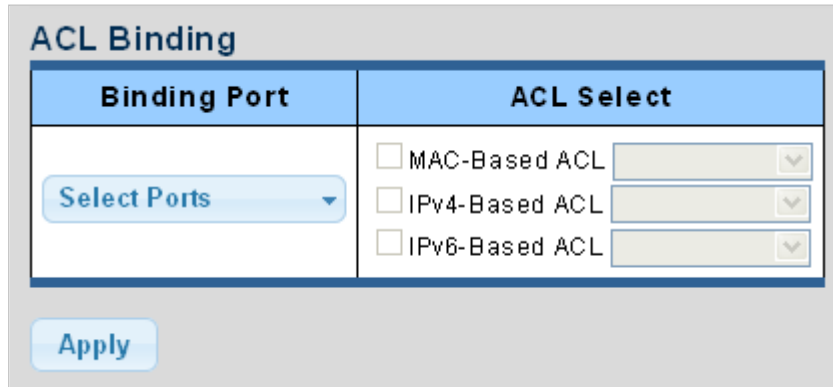 ACL Binding
Binding Port
ACL Select
Select Ports
MAC-Based ACL
IPv4-Based ACL
IPv6-Based ACL
Apply